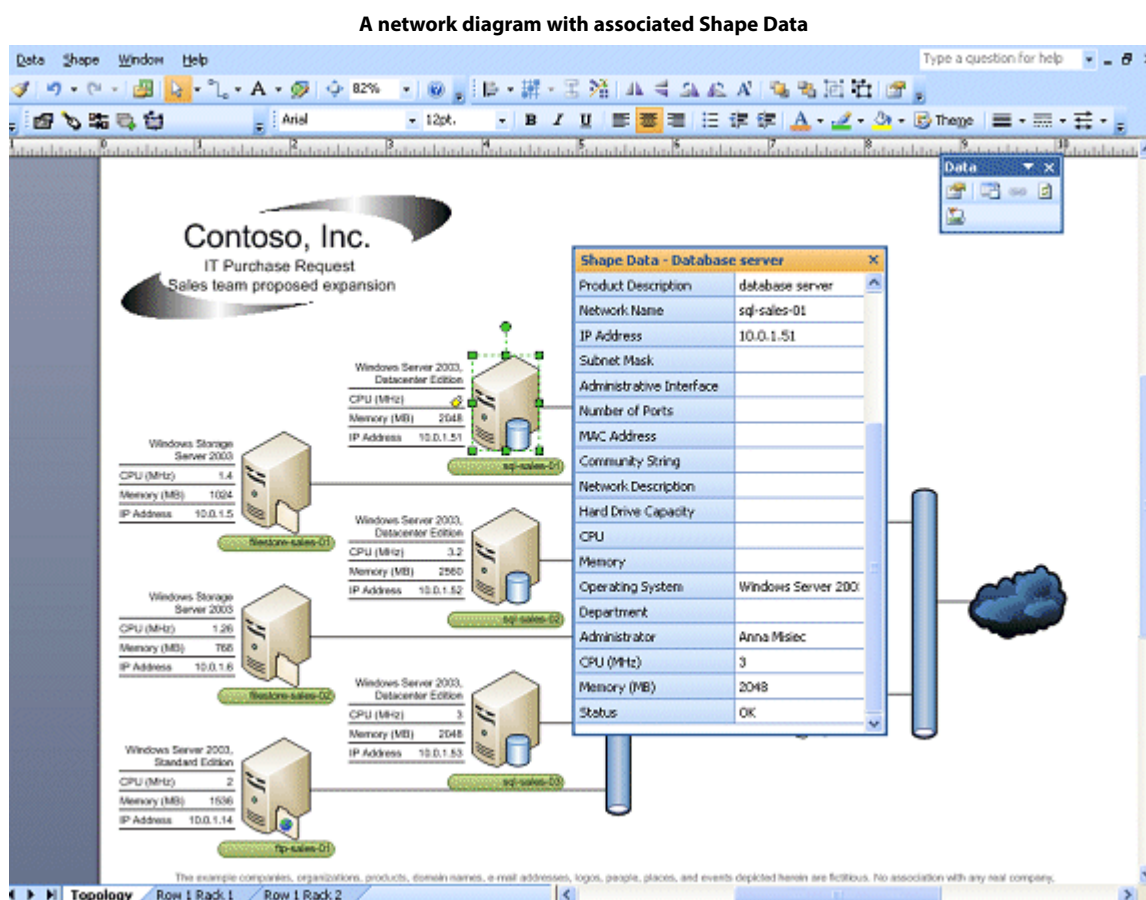 A network diagram with associated Shape Data
Data Shape Window Help
Type a question for help
82%
Arial
12pt.
B I U
Theme
0 1 2 3 4 5 6 7 8 9 10
Data
Contoso, Inc.
IT Purchase Request
Sales team proposed expansion
Shape Data - Database server
Product Description database server
Network Name sql-sales-01
IP Address 10.0.1.51
Subnet Mask
Administrative Interface
Number of Ports
MAC Address
Community String
Network Description
Hard Drive Capacity
CPU
Memory
Operating System Windows Server 200
Department
Administrator Anna Misiec
CPU (MHz) 3
Memory (MB) 2048
Status OK
Windows Server 2003,
Datacenter Edition
CPU (MHz)
Memory (MB) 2048
IP Address 10.0.1.51
sql-sales-01
Windows Storage
Server 2003
CPU (MHz) 1.4
Memory (MB) 1024
IP Address 10.0.1.5
filestore-sales-01
Windows Server 2003,
Datacenter Edition
CPU (MHz) 3.2
Memory (MB) 2560
IP Address 10.0.1.52
sql-sales-02
Windows Storage
Server 2003
CPU (MHz) 1.26
Memory (MB) 768
IP Address 10.0.1.6
filestore-sales-02
Windows Server 2003,
Datacenter Edition
CPU (MHz) 3
Memory (MB) 2048
IP Address 10.0.1.53
sql-sales-03
Windows Server 2003,
Standard Edition
CPU (MHz) 2
Memory (MB) 1536
IP Address 10.0.1.14
ftp-sales-01
The example companies, organizations, products, domain names, e-mail addresses, logos, people, places, and events depicted herein are fictitious. No association with any real company,
Topology Row 1 Rack 1 Row 1 Rack 2